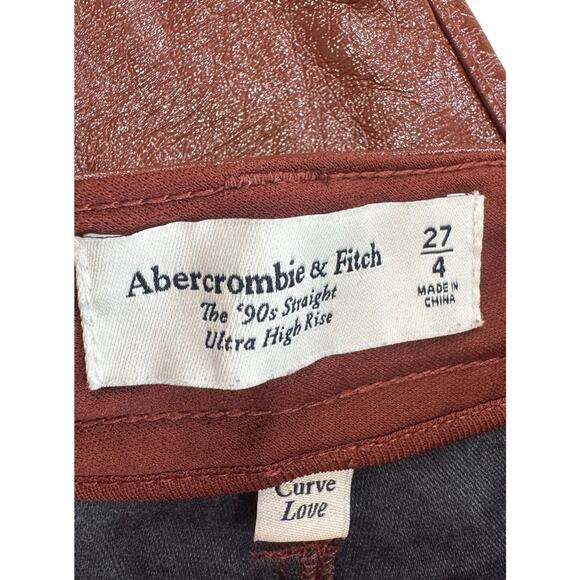 Abercrombie & Fitch
The '90s Straight
Ultra High Rise
27
4
MADE IN
CHINA
Curve
Love